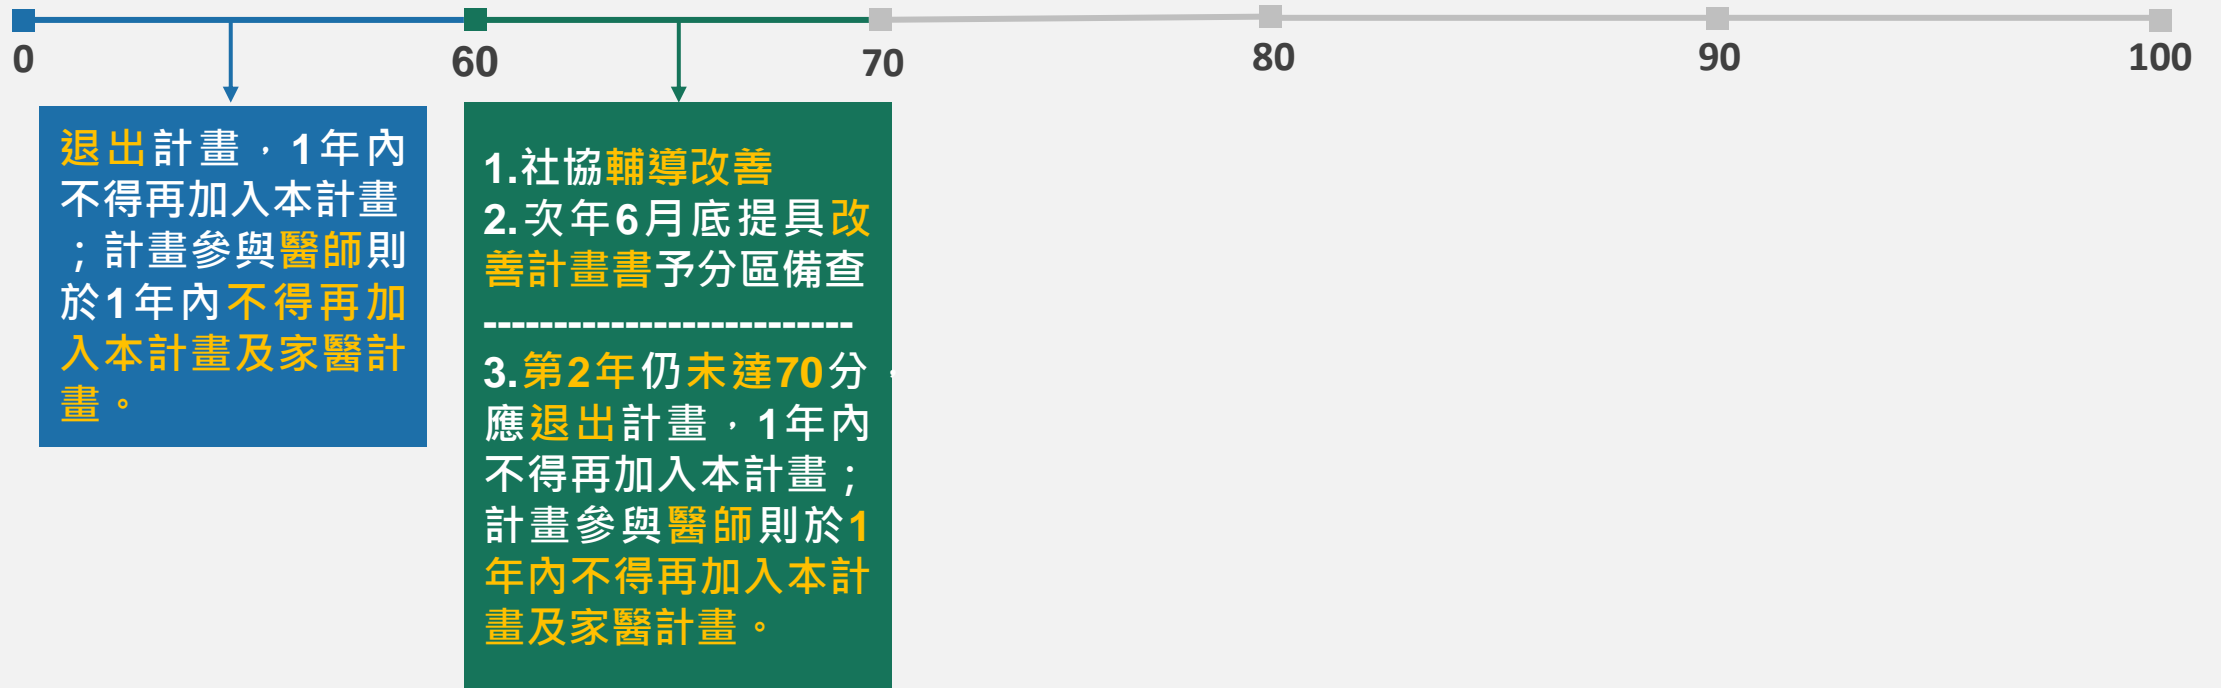 0 60 70 80 90 100
退出計畫，1年內
不得再加入本計畫
；計畫參與醫師則
於1年內不得再加
入本計畫及家醫計
畫。
1.社協輔導改善
2.次年6月底提具改
善計畫書予分區備查
--------------------------
3.第2年仍未達70分，
應退出計畫，1年內
不得再加入本計畫；
計畫參與醫師則於1
年內不得再加入本計
畫及家醫計畫。